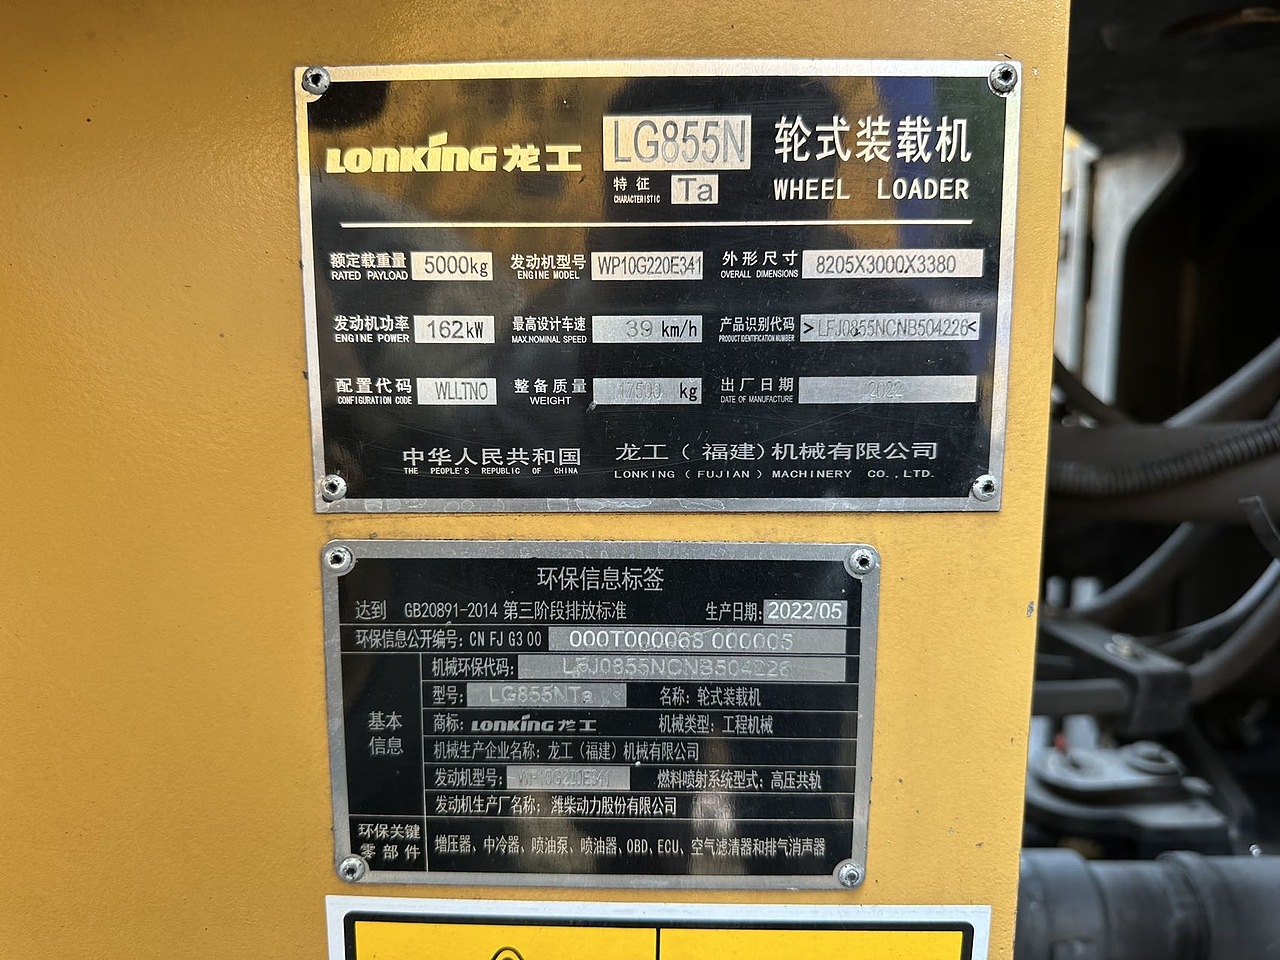 LONKING 龙工 LG855N 轮式装载机
特征 CHARACTERISTIC Ta WHEEL LOADER
额定载重量 RATED PAYLOAD 5000kg 发动机型号 ENGINE MODEL WP10G220E341 外形尺寸 OVERALL DIMENSIONS 8205X3000X3380
发动机功率 ENGINE POWER 162kW 最高设计车速 MAX.NOMINAL SPEED 39 km/h 产品识别代码 PRODUCT IDENTIFICATION NUMBER >LFJ0855NCNB504226<
配置代码 CONFIGURATION CODE WLLTNO 整备质量 WEIGHT 17500 kg 出厂日期 DATE OF MANUFACTURE 2022
中华人民共和国 龙工（福建）机械有限公司
THE PEOPLE'S REPUBLIC OF CHINA LONKING (FUJIAN) MACHINERY CO.,LTD.
环保信息标签
达到 GB20891-2014 第三阶段排放标准 生产日期: 2022/05
环保信息公开编号: CN FJ G3 00 000T000068 000005
机械环保代码: LFJ0855NCNB504226
型号: LG855NTa 名称: 轮式装载机
基本信息
商标: LONKING 龙工 机械类型: 工程机械
机械生产企业名称: 龙工（福建）机械有限公司
发动机型号: WP10G220E341 燃料喷射系统型式: 高压共轨
发动机生产厂名称: 潍柴动力股份有限公司
环保关键零部件 增压器、中冷器、喷油泵、喷油器、OBD、ECU、空气滤清器和排气消声器